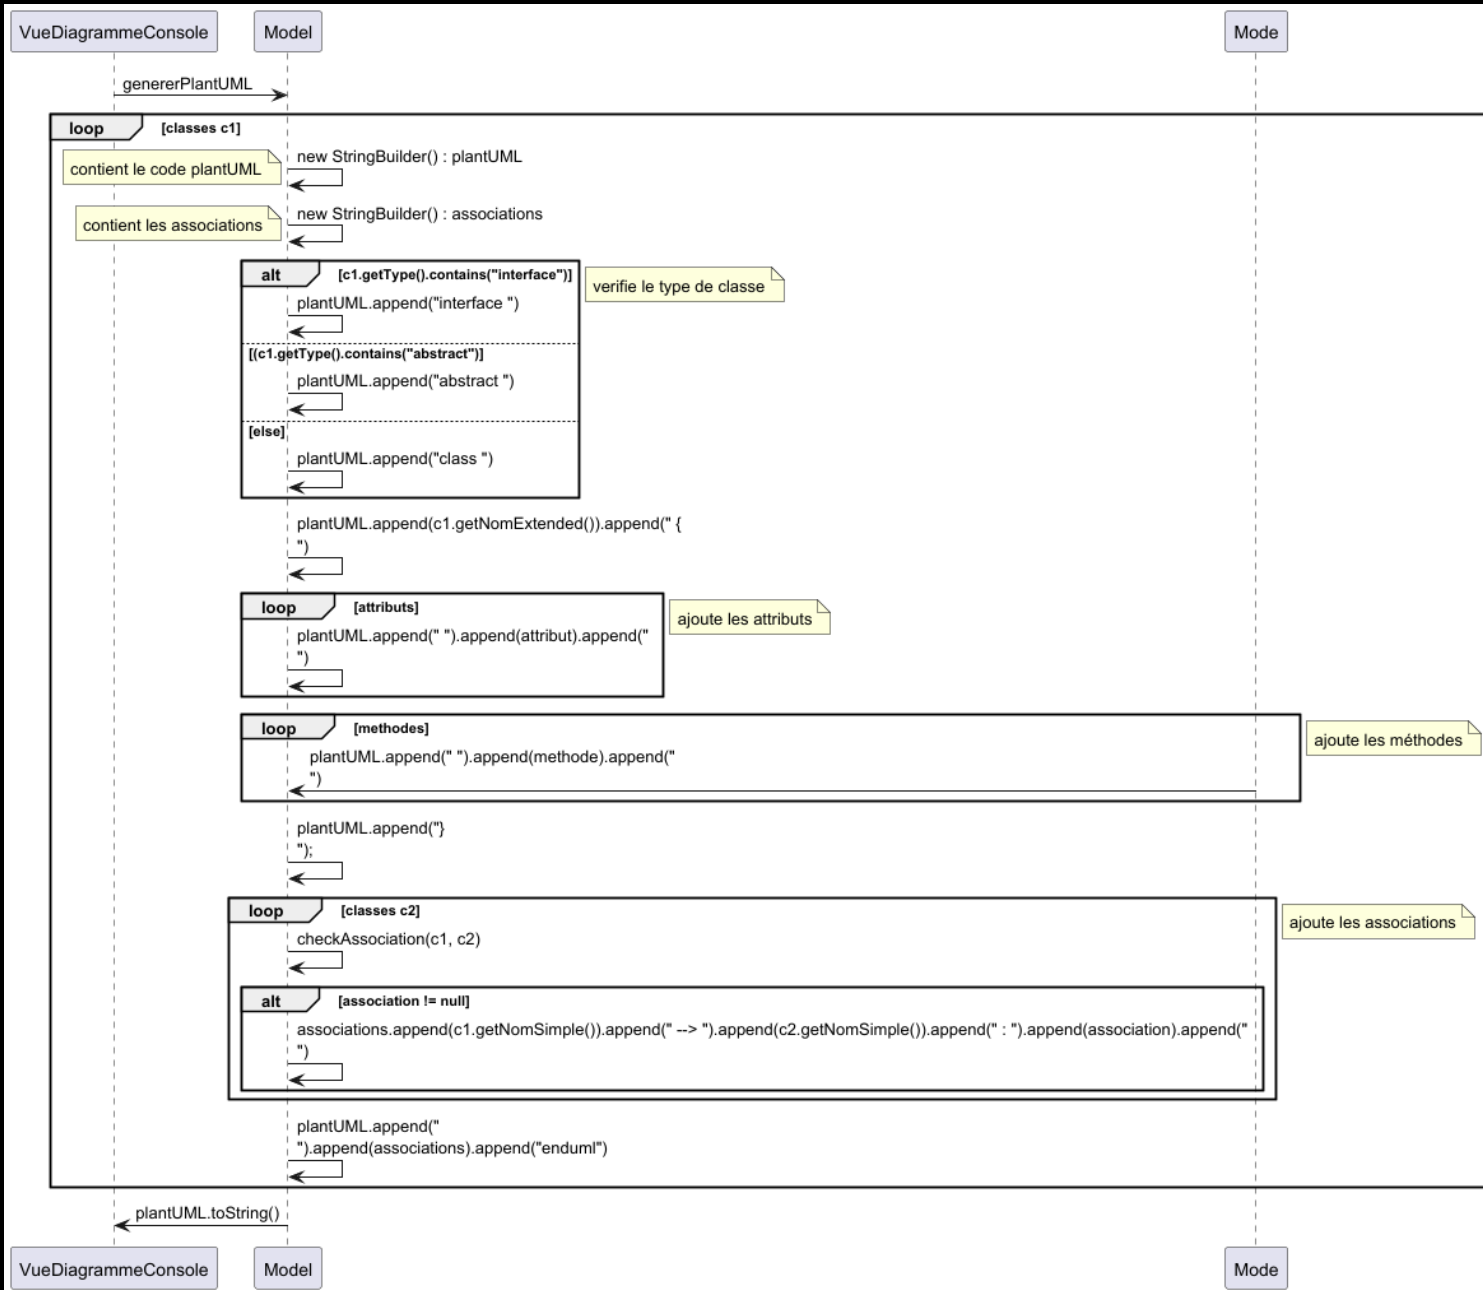 VueDiagrammeConsole
Model
Mode
genererPlantUML
loop
[classes c1]
contient le code plantUML
new StringBuilder() : plantUML
contient les associations
new StringBuilder() : associations
alt
[c1.getType().contains("interface")]
verifie le type de classe
plantUML.append("interface ")
[(c1.getType().contains("abstract")]
plantUML.append("abstract ")
[else]
plantUML.append("class ")
plantUML.append(c1.getNomExtended()).append(" {
")
loop
[attributs]
ajoute les attributs
plantUML.append(" ").append(attribut).append("
")
loop
[methodes]
ajoute les méthodes
plantUML.append(" ").append(methode).append("
")
plantUML.append("}
");
loop
[classes c2]
ajoute les associations
checkAssociation(c1, c2)
alt
[association != null]
associations.append(c1.getNomSimple()).append(" --> ").append(c2.getNomSimple()).append(" : ").append(association).append("
")
plantUML.append("
").append(associations).append("enduml")
plantUML.toString()
VueDiagrammeConsole
Model
Mode